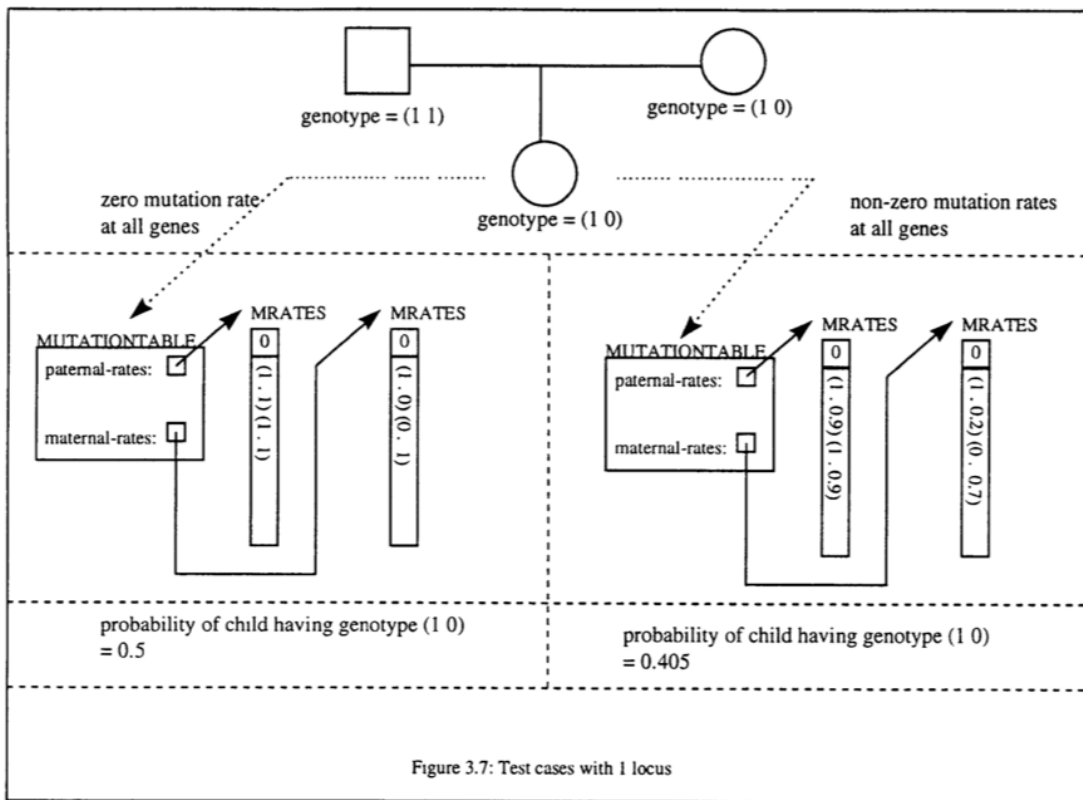 genotype = (1 1)
genotype = (1 0)
genotype = (1 0)
zero mutation rate
at all genes
non-zero mutation rates
at all genes
MUTATIONTABLE
paternal-rates:
maternal-rates:
MRATES
0
(1 . 1) (1 . 1)
MRATES
0
(1 . 0) (0 . 1)
MUTATIONTABLE
paternal-rates:
maternal-rates:
MRATES
0
(1 . 0.9) (1 . 0.9)
MRATES
0
(1 . 0.2) (0 . 0.7)
probability of child having genotype (1 0)
= 0.5
probability of child having genotype (1 0)
= 0.405
Figure 3.7: Test cases with 1 locus